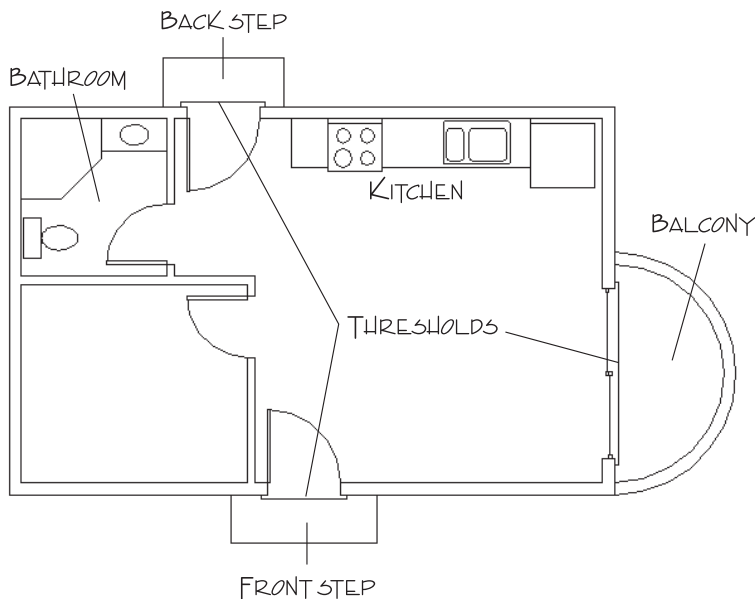 BACK STEP
BATHROOM
KITCHEN
BALCONY
THRESHOLDS
FRONT STEP